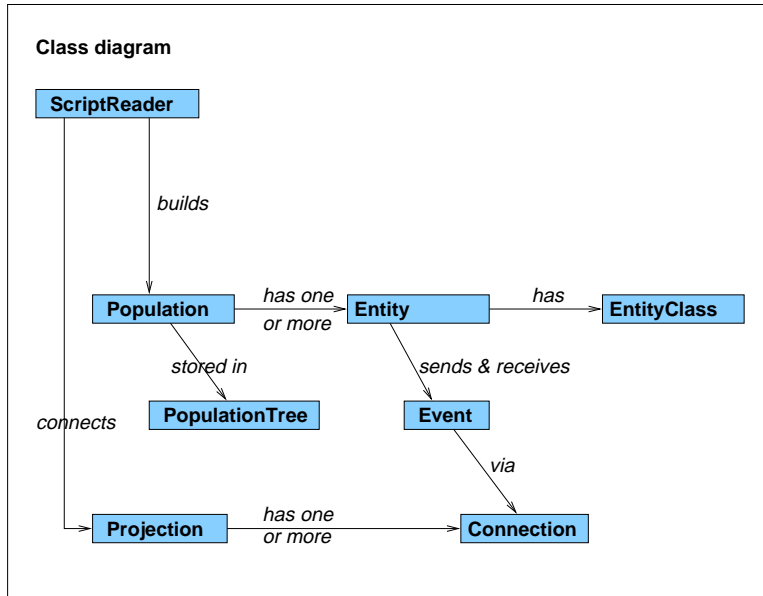 Class diagram
ScriptReader
builds
has one
Population
Entity
has
EntityClass
or more
stored in
sends & receives
PopulationTree
Event
connects
via
has one
Projection
Connection
or more